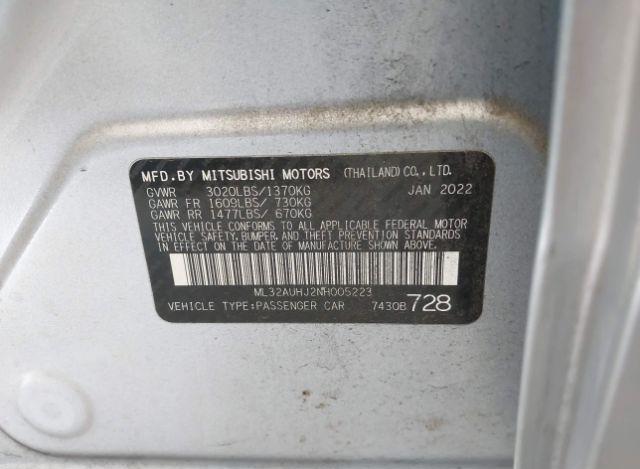 MFD.BY MITSUBISHI MOTORS (THAILAND)CO.,LTD.
GVWR 3020LBS/1370KG JAN 2022
GAWR FR 1609LBS/ 730KG
GAWR RR 1477LBS/ 670KG
THIS VEHICLE CONFORMS TO ALL APPLICABLE FEDERAL MOTOR
VEHICLE SAFETY,BUMPER,AND THEFT PREVENTION STANDARDS
IN EFFECT ON THE DATE OF MANUFACTURE SHOWN ABOVE.
ML32AUHJ2NH005223
VEHICLE TYPE:PASSENGER CAR 7430B 728